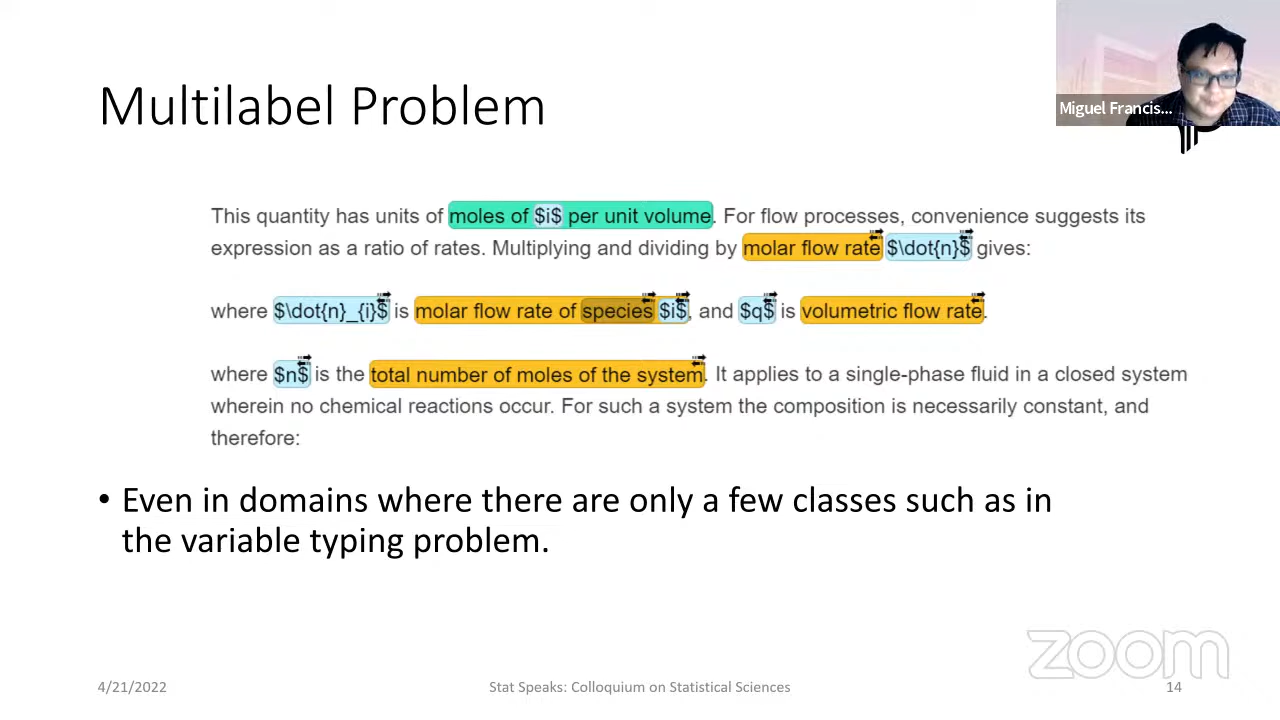 Multilabel Problem
Miguel Francis...
This quantity has units of moles of $i$ per unit volume. For flow processes, convenience suggests its
expression as a ratio of rates. Multiplying and dividing by molar flow rate $\dot{n}$ gives:
where $\dot{n}_{i}$ is molar flow rate of species $i$, and $q$ is volumetric flow rate.
where $n$ is the total number of moles of the system. It applies to a single-phase fluid in a closed system
wherein no chemical reactions occur. For such a system the composition is necessarily constant, and
therefore:
• Even in domains where there are only a few classes such as in
the variable typing problem.
zoom
4/21/2022
Stat Speaks: Colloquium on Statistical Sciences
14